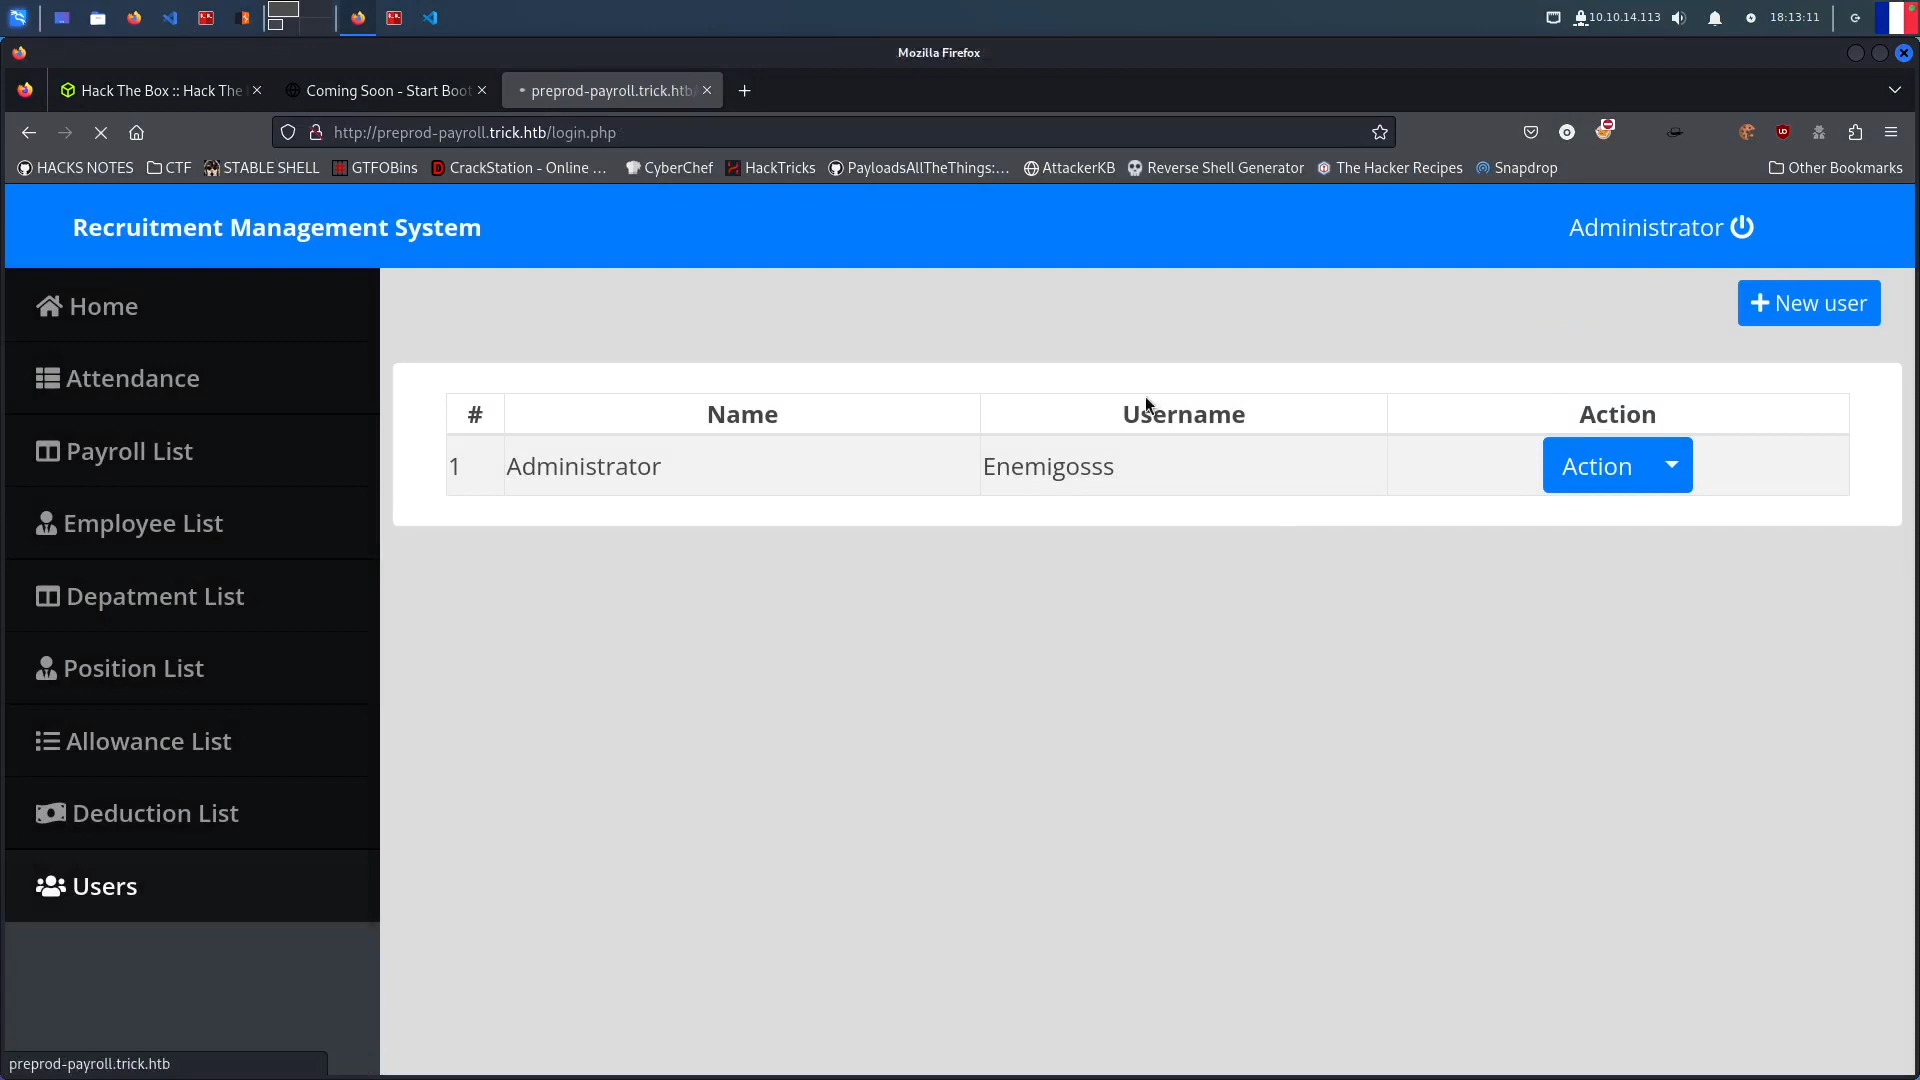 10.10.14.113
18:13:11
Mozilla Firefox
Hack The Box :: Hack The
Coming Soon - Start Boot
preprod-payroll.trick.htb/
http://preprod-payroll.trick.htb/login.php
HACKS NOTES
CTF
STABLE SHELL
GTFOBins
CrackStation - Online ...
CyberChef
HackTricks
PayloadsAllTheThings:...
AttackerKB
Reverse Shell Generator
The Hacker Recipes
Snapdrop
Other Bookmarks
Recruitment Management System
Administrator
Home
Attendance
Payroll List
Employee List
Depatment List
Position List
Allowance List
Deduction List
Users
New user
# Name Username Action
1 Administrator Enemigosss Action
preprod-payroll.trick.htb